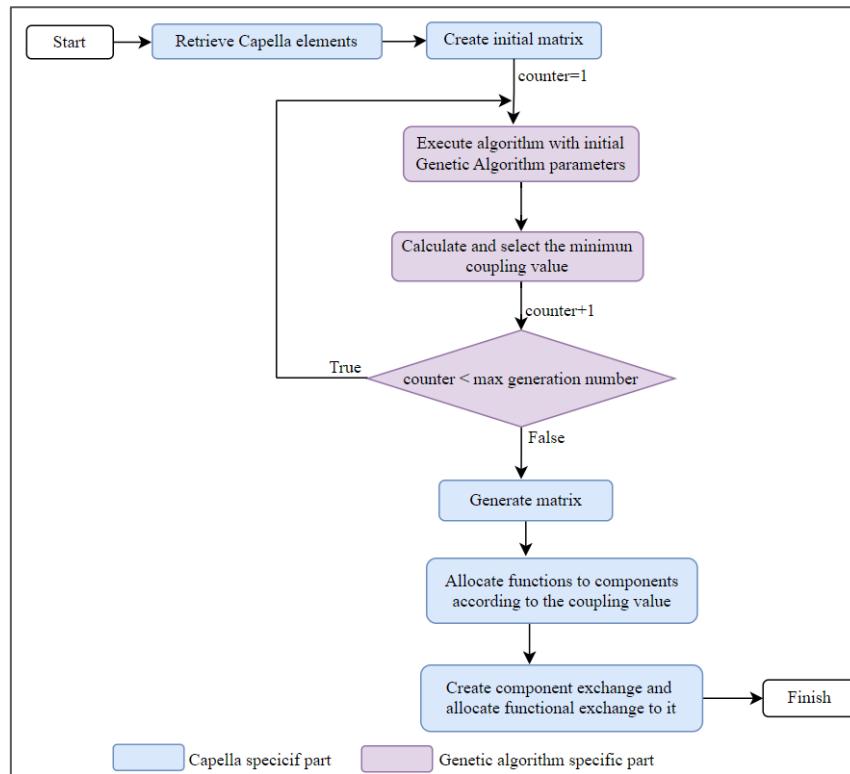 Start
Retrieve Capella elements
Create initial matrix
counter=1
Execute algorithm with initial
Genetic Algorithm parameters
Calculate and select the minimun
coupling value
counter+1
True
counter < max generation number
False
Generate matrix
Allocate functions to components
according to the coupling value
Create component exchange and
allocate functional exchange to it
Finish
Capella specicif part
Genetic algorithm specific part